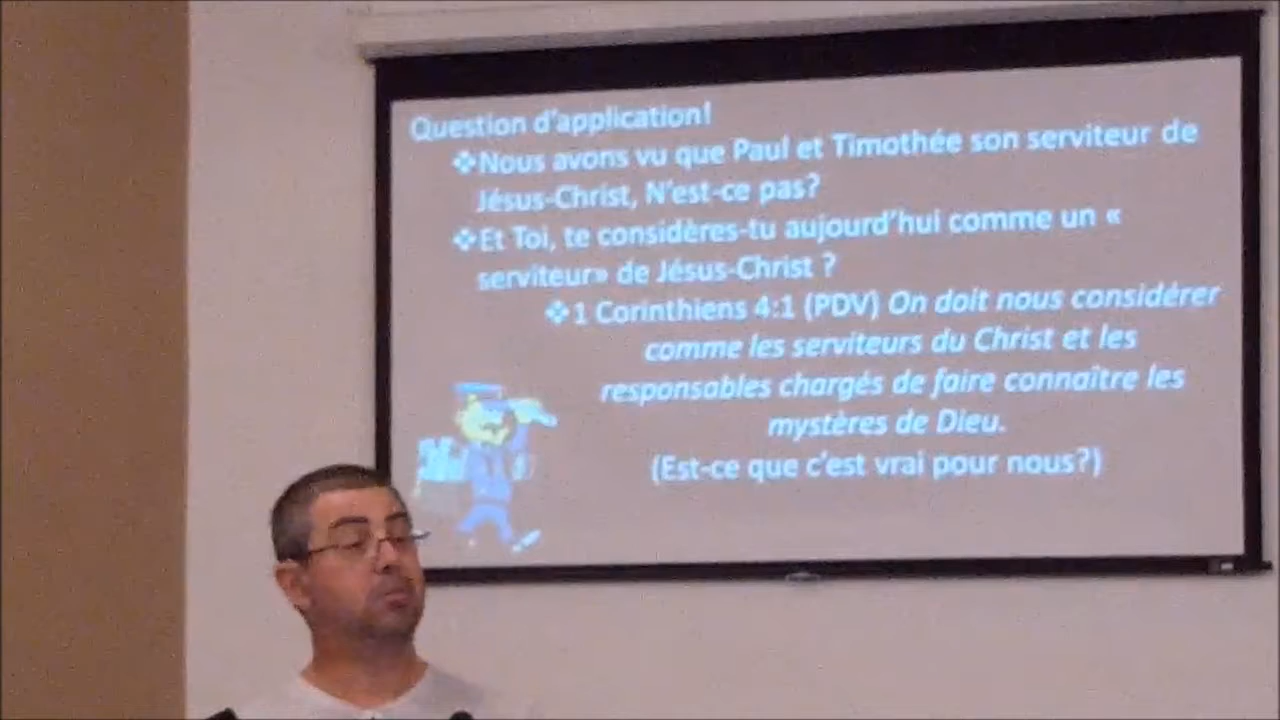 Question d'application!
❖Nous avons vu que Paul et Timothée son serviteur de
Jésus-Christ, N'est-ce pas?
❖Et Toi, te considères-tu aujourd'hui comme un «
serviteur» de Jésus-Christ ?
❖1 Corinthiens 4:1 (PDV) On doit nous considérer
comme les serviteurs du Christ et les
responsables chargés de faire connaître les
mystères de Dieu.
(Est-ce que c'est vrai pour nous?)